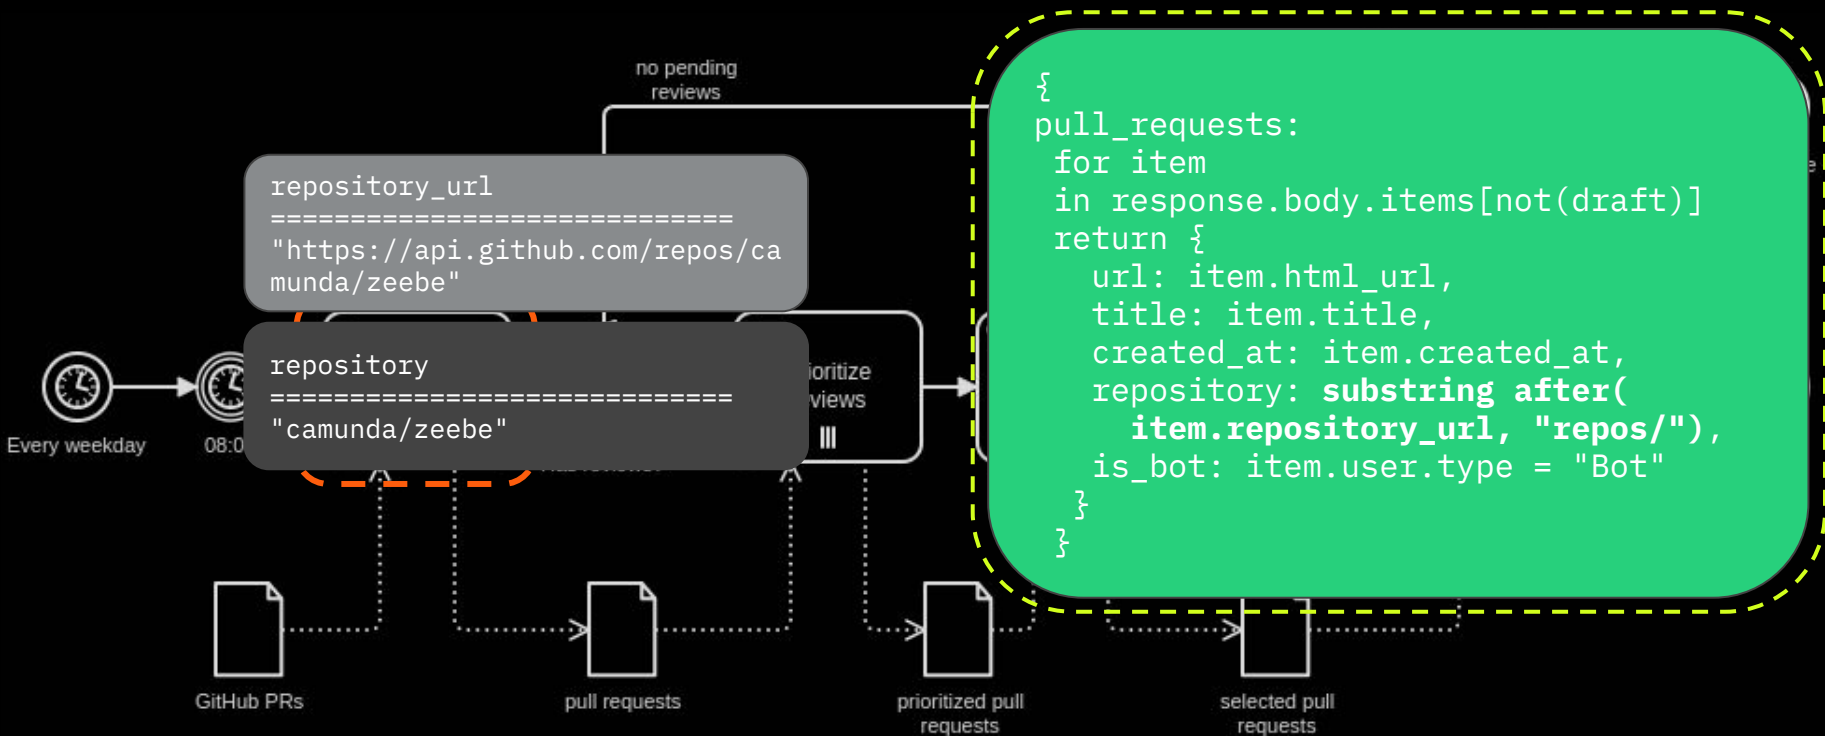 no pending
reviews
repository_url
=============================
"https://api.github.com/repos/ca
munda/zeebe"
repository
=============================
"camunda/zeebe"
Every weekday
08:0
{
pull_requests:
for item
in response.body.items[not(draft)]
return {
url: item.html_url,
title: item.title,
created_at: item.created_at,
repository: substring after(
item.repository_url, "repos/"),
is_bot: item.user.type = "Bot"
}
}
GitHub PRs
pull requests
prioritized pull
requests
selected pull
requests